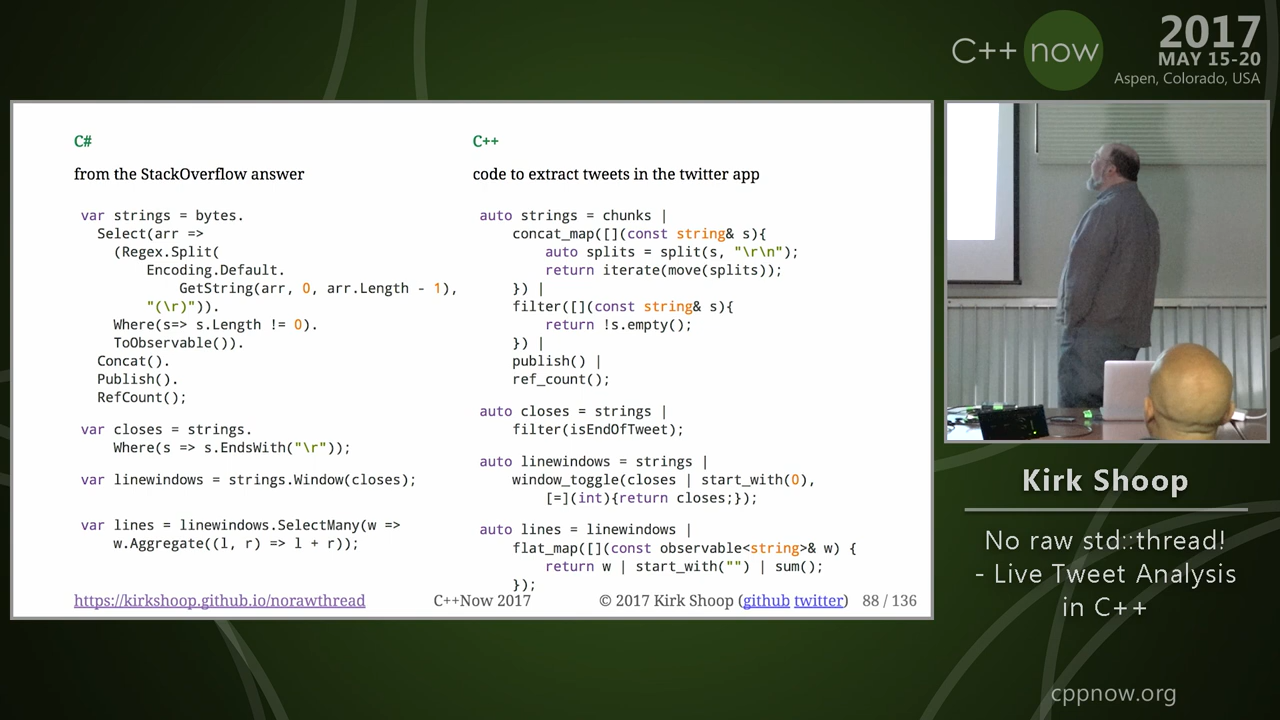 C++ now
2017
MAY 15-20
Aspen, Colorado, USA
C#
from the StackOverflow answer
var strings = bytes.
Select(arr =>
(Regex.Split(
Encoding.Default.
GetString(arr, 0, arr.Length - 1),
"(\r)")).
Where(s=> s.Length != 0).
ToObservable()).
Concat().
Publish().
RefCount();
var closes = strings.
Where(s => s.EndsWith("\r"));
var linewindows = strings.Window(closes);
var lines = linewindows.SelectMany(w =>
w.Aggregate((l, r) => l + r));
C++
code to extract tweets in the twitter app
auto strings = chunks |
concat_map([](const string& s){
auto splits = split(s, "\r\n");
return iterate(move(splits));
}) |
filter([](const string& s){
return !s.empty();
}) |
publish() |
ref_count();
auto closes = strings |
filter(isEndOfTweet);
auto linewindows = strings |
window_toggle(closes | start_with(0),
[=](int){return closes;});
auto lines = linewindows |
flat_map([](const observable<string>& w) {
return w | start_with("") | sum();
});
https://kirkshoop.github.io/norawthread C++Now 2017 © 2017 Kirk Shoop (github twitter) 88 / 136
Kirk Shoop
No raw std::thread!
- Live Tweet Analysis
in C++
cppnow.org